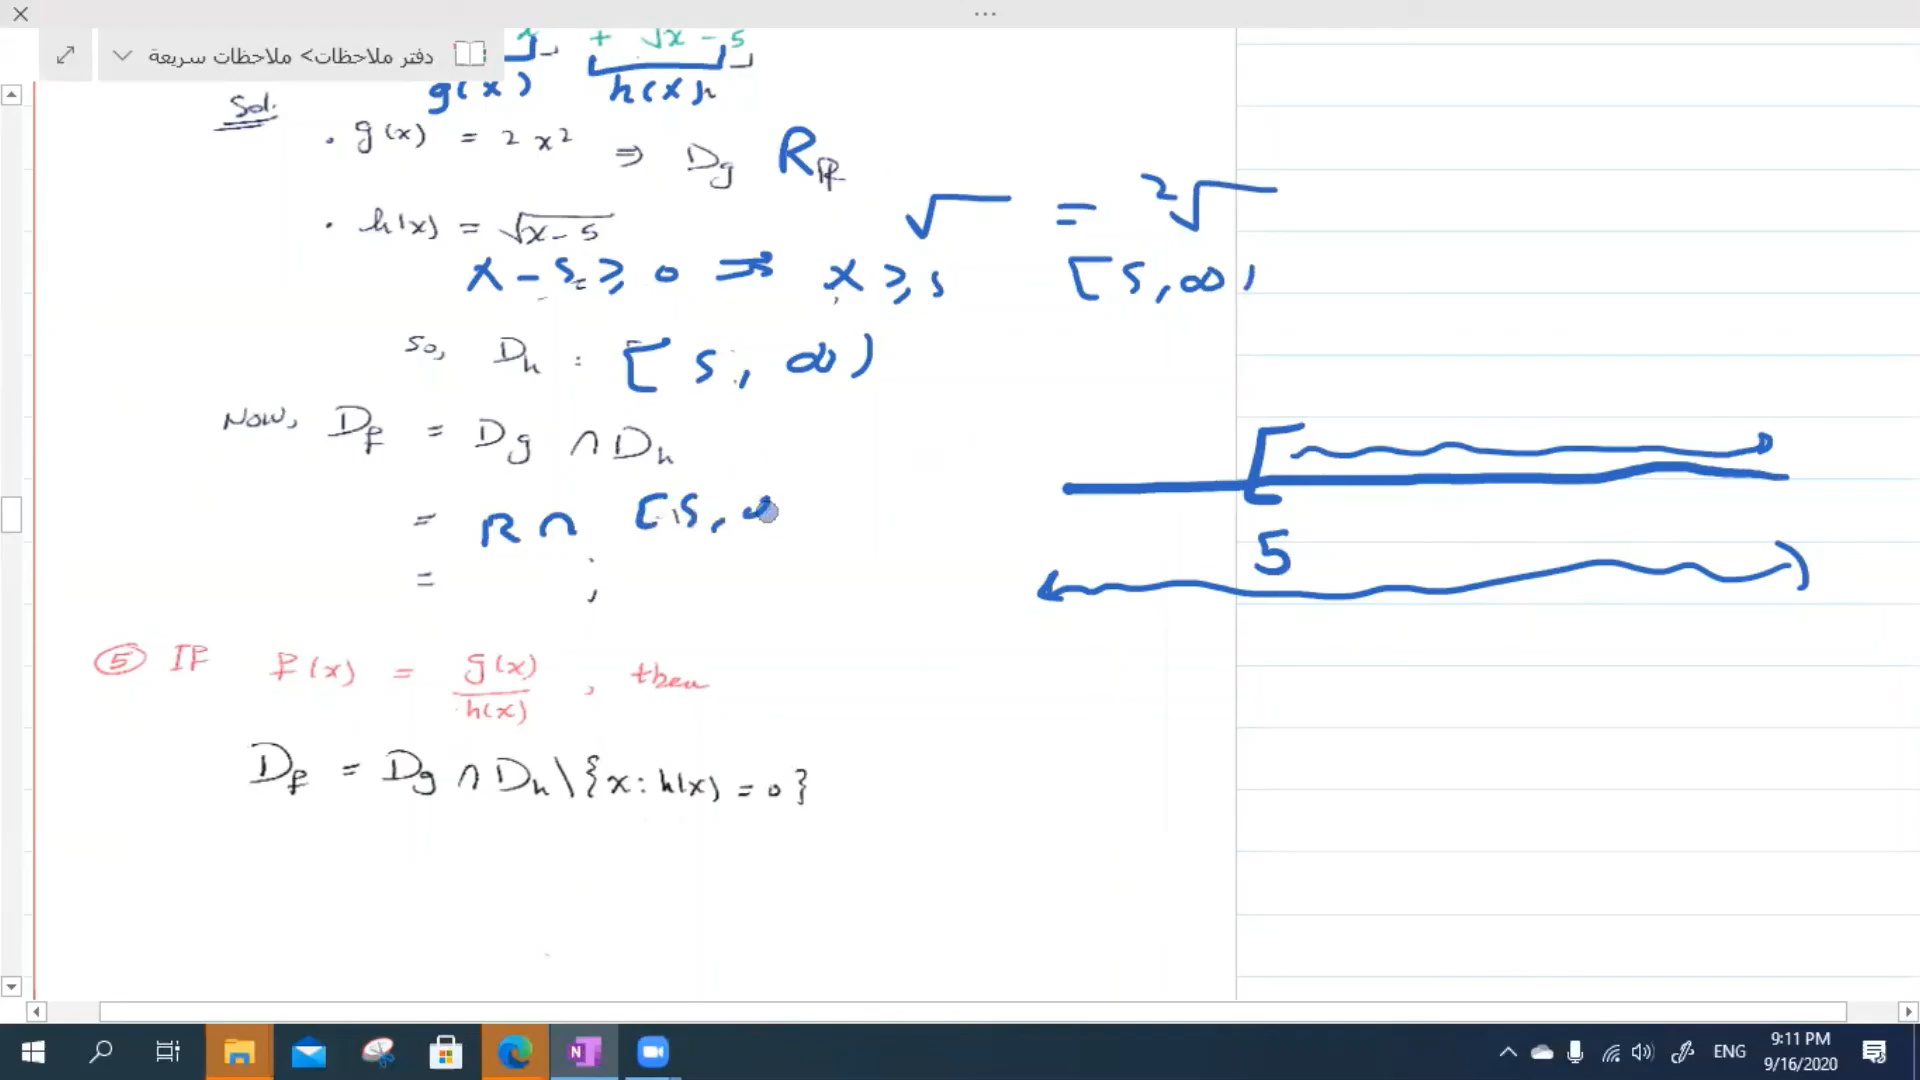 دفتر ملاحظات> ملاحظات سريعة
+ √x - 5
g(x) h(x)
Sol.
. g(x) = 2x² ⇒ Dg R ℝ
. h(x) = √x-5
√ = ²√
x - 5 ≥ 0 ⇒ x ≥ 5 [5, ∞)
so, Dh = [5, ∞)
Now, Df = Dg ∩ Dh
= R ∩ [5, ∞
=
5
⑤ IF f(x) = g(x)/h(x), then
Df = Dg ∩ Dh \ {x : h(x) = 0}
ENG
9:11 PM
9/16/2020